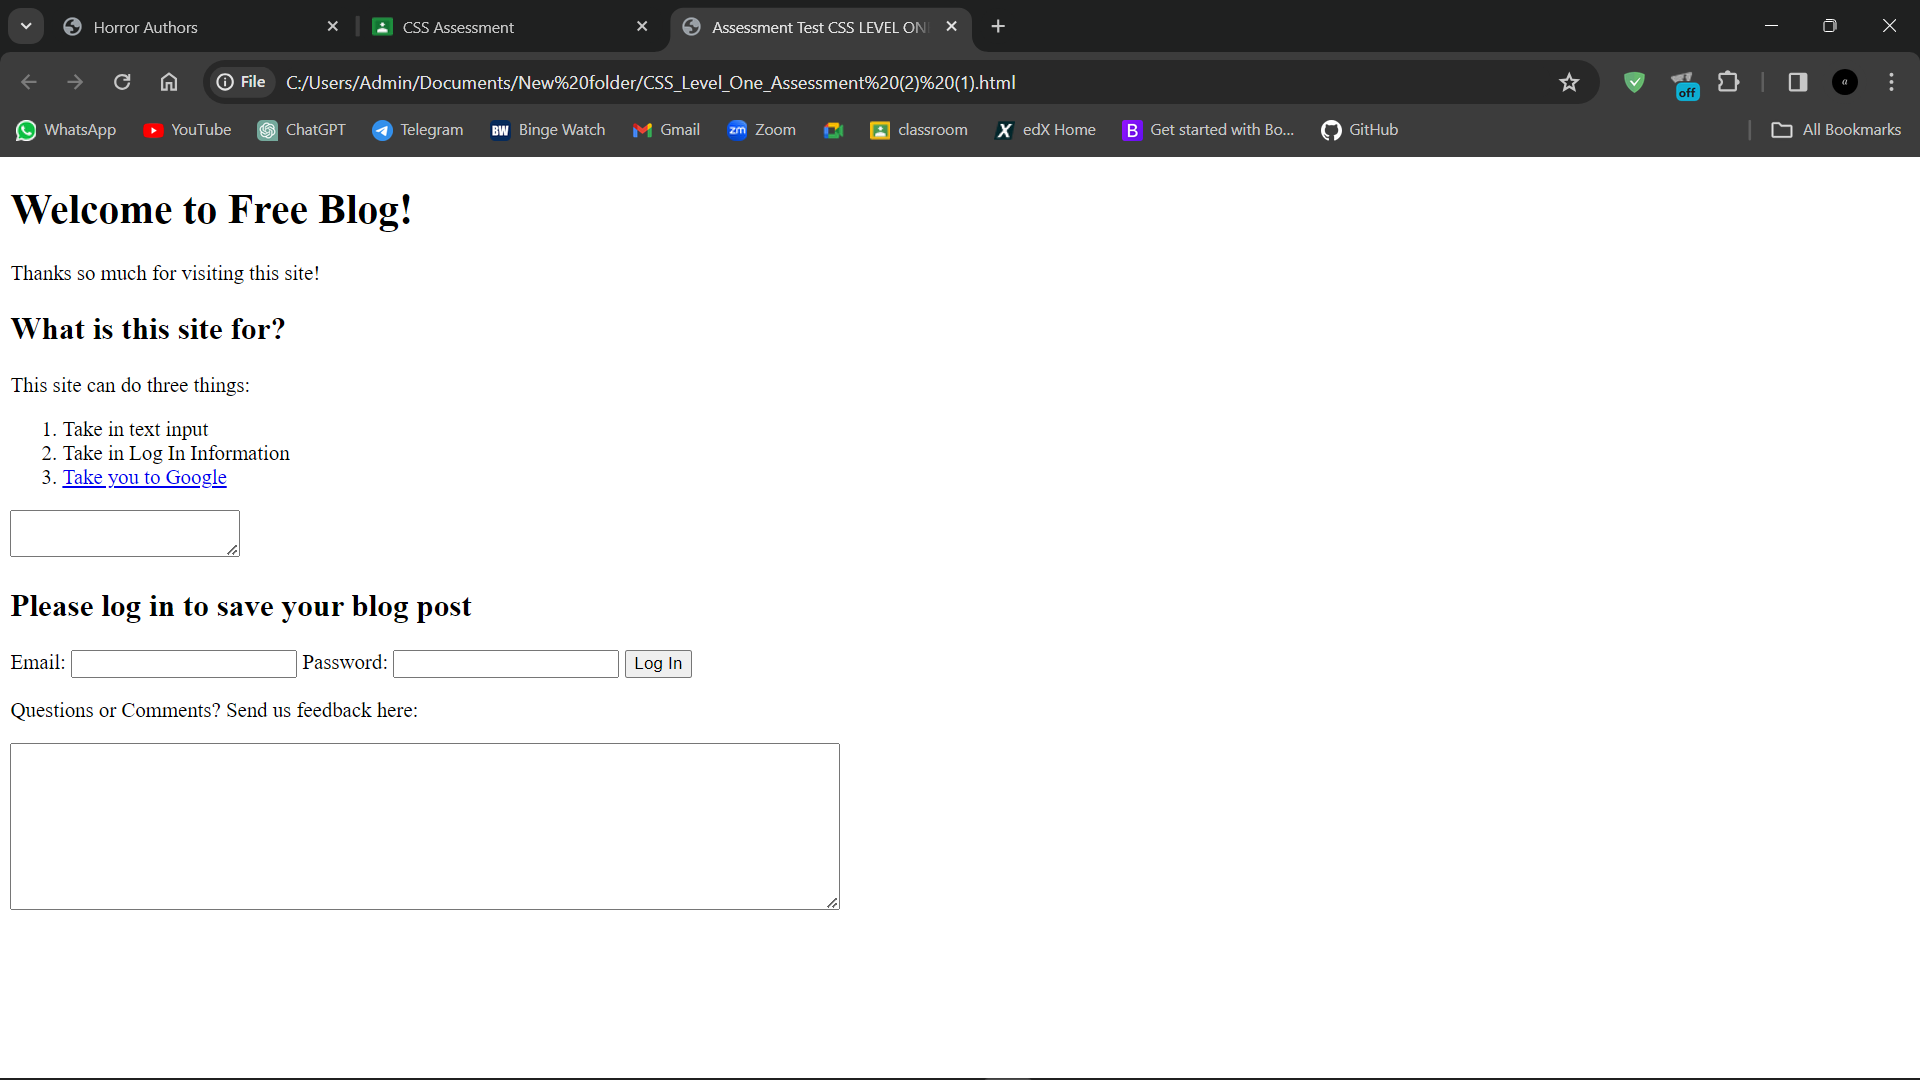 Horror Authors
CSS Assessment
Assessment Test CSS LEVEL ON
File
C:/Users/Admin/Documents/New%20folder/CSS_Level_One_Assessment%20(2)%20(1).html
off
a
WhatsApp
YouTube
ChatGPT
Telegram
BW Binge Watch
Gmail
zm Zoom
classroom
X edX Home
B Get started with Bo...
GitHub
All Bookmarks
Welcome to Free Blog!
Thanks so much for visiting this site!
What is this site for?
This site can do three things:
1. Take in text input
2. Take in Log In Information
3. Take you to Google
Please log in to save your blog post
Email: Password: Log In
Questions or Comments? Send us feedback here: